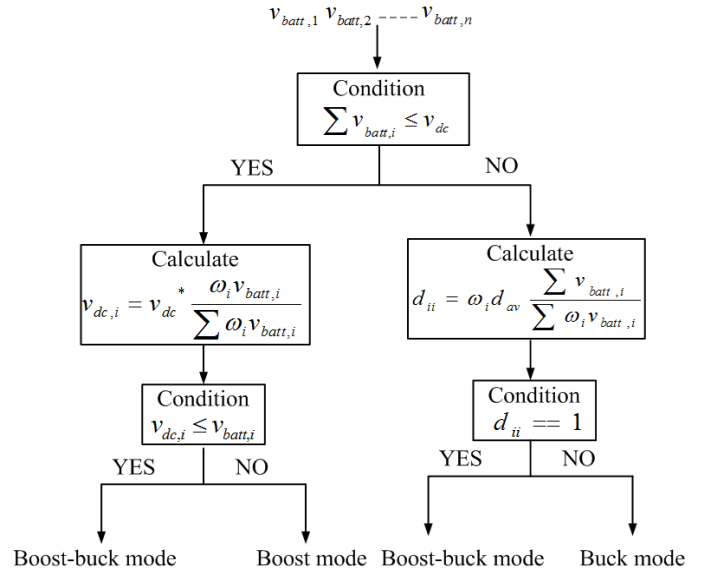 v_{batt,1} v_{batt,2} ---- v_{batt,n}
Condition
∑ v_{batt,i} ≤ v_{dc}
YES NO
Calculate
v_{dc,i} = v_{dc}^* \frac{ω_i v_{batt,i}}{∑ ω_i v_{batt,i}}
Calculate
d_{ii} = ω_i d_{av} \frac{∑ v_{batt,i}}{∑ ω_i v_{batt,i}}
Condition
v_{dc,i} ≤ v_{batt,i}
Condition
d_{ii} == 1
YES NO
YES NO
Boost-buck mode
Boost mode
Boost-buck mode
Buck mode